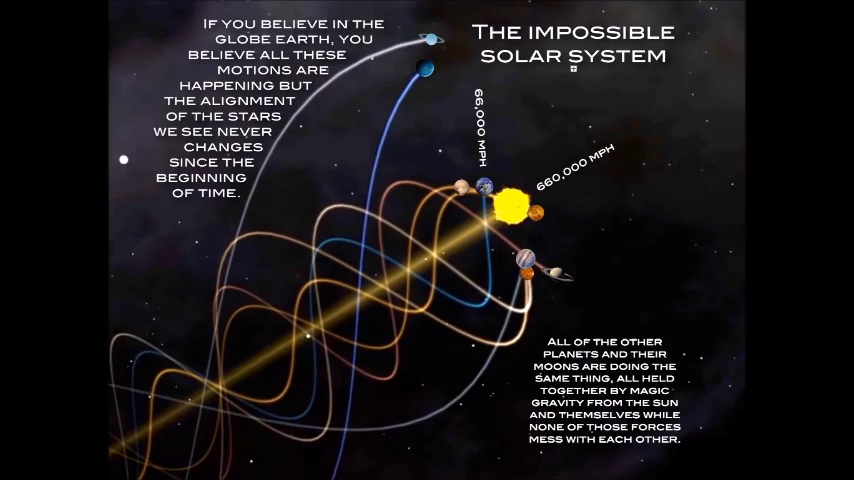 IF YOU BELIEVE IN THE
GLOBE EARTH, YOU
BELIEVE ALL THESE
MOTIONS ARE
HAPPENING BUT
THE ALIGNMENT
OF THE STARS
WE SEE NEVER
CHANGES
SINCE THE
BEGINNING
OF TIME.
THE IMPOSSIBLE
SOLAR SYSTEM
66,000 MPH
660,000 MPH
ALL OF THE OTHER
PLANETS AND THEIR
MOONS ARE DOING THE
SAME THING, ALL HELD
TOGETHER BY MAGIC
GRAVITY FROM THE SUN
AND THEMSELVES WHILE
NONE OF THOSE FORCES
MESS WITH EACH OTHER.